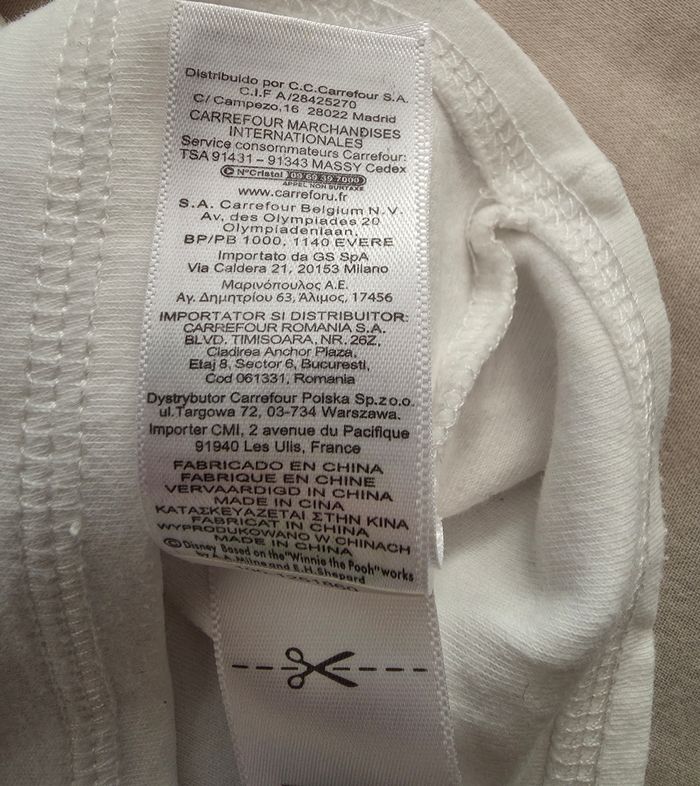 Distribuido por C.C.Carrefour S.A.
C.I.F A/28425270
C/ Campezo,16 28022 Madrid
CARREFOUR MARCHANDISES
INTERNATIONALES
Service consommateurs Carrefour:
TSA 91431 – 91343 MASSY Cedex
N°Cristal 09 69 39 7000
APPEL NON SURTAXE
www.carreforu.fr
S.A. Carrefour Belgium N.V.
Av, des Olympiades 20
Olympiadenlaan,
BP/PB 1000, 1140 EVERE
Importato da GS SpA
Via Caldera 21, 20153 Milano
Μαρινόπουλος Α.Ε.
Αγ. Δημητρίου 63, Άλιμος, 17456
IMPORTATOR SI DISTRIBUITOR:
CARREFOUR ROMANIA S.A.
BLVD. TIMISOARA, NR. 26Z,
Cladirea Anchor Plaza,
Etaj 8, Sector 6, Bucuresti,
Cod 061331, Romania
Dystrybutor Carrefour Polska Sp.z o.o.
ul.Targowa 72, 03-734 Warszawa.
Importer CMI, 2 avenue du Pacifique
91940 Les Ulis, France
FABRICADO EN CHINA
FABRIQUE EN CHINE
VERVAARDIGD IN CHINA
MADE IN CINA
ΚΑΤΑΣΚΕΥΑΖΕΤΑΙ ΣΤΗΝ ΚΙΝΑ
FABRICAT IN CHINA
WYPRODUKOWANO W CHINACH
MADE IN CHINA
©Disney Based on the "Winnie the Pooh" works
by A.A. Milne and E.H. Shepard